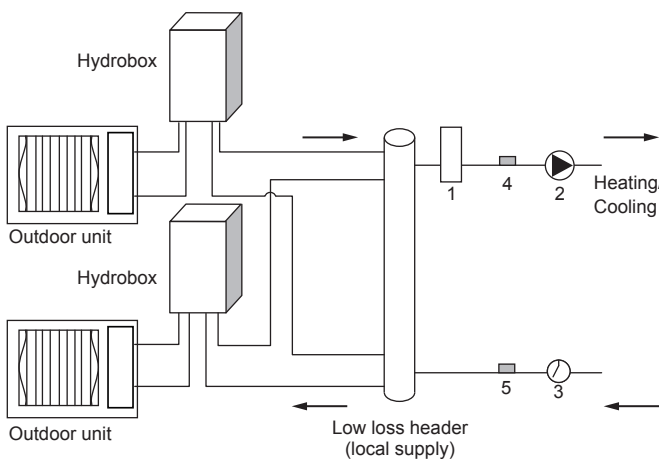 Hydrobox
Outdoor unit
Hydrobox
Outdoor unit
1
4
2
Heating/
Cooling
5
3
Low loss header
(local supply)